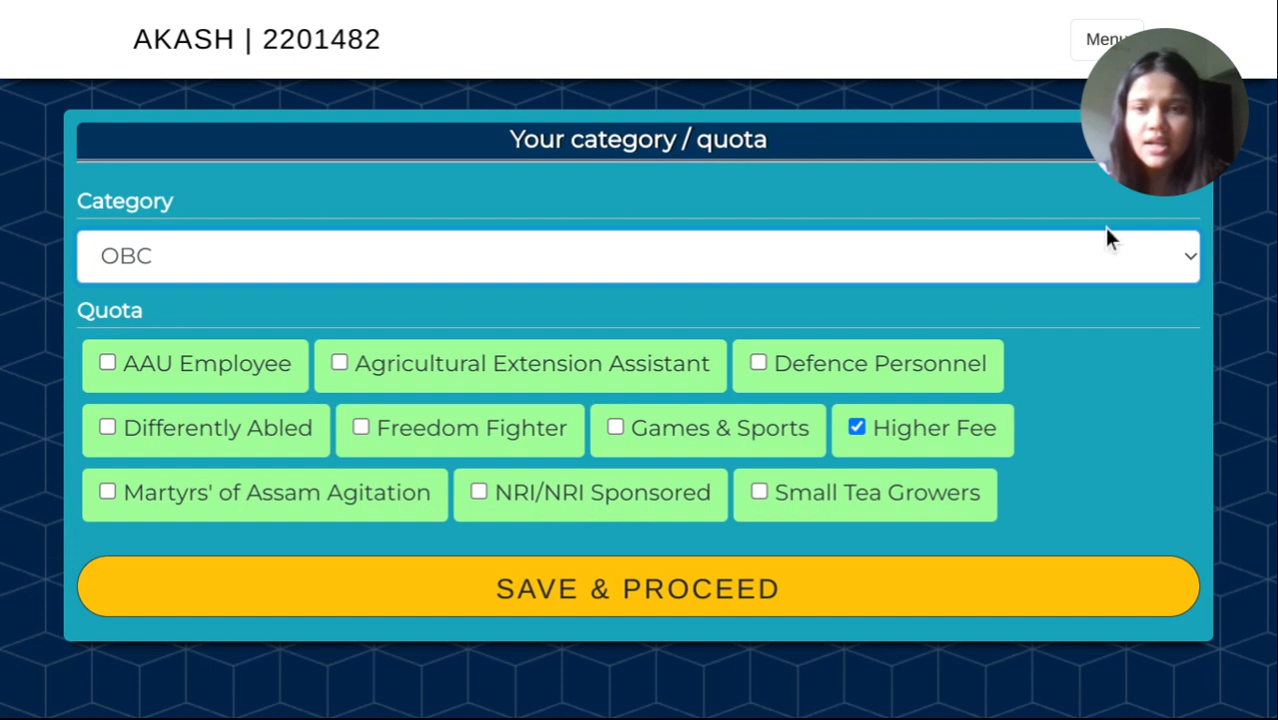 AKASH | 2201482
Menu
Your category / quota
Category
OBC
Quota
AAU Employee Agricultural Extension Assistant Defence Personnel
Differently Abled Freedom Fighter Games & Sports Higher Fee
Martyrs' of Assam Agitation NRI/NRI Sponsored Small Tea Growers
SAVE & PROCEED